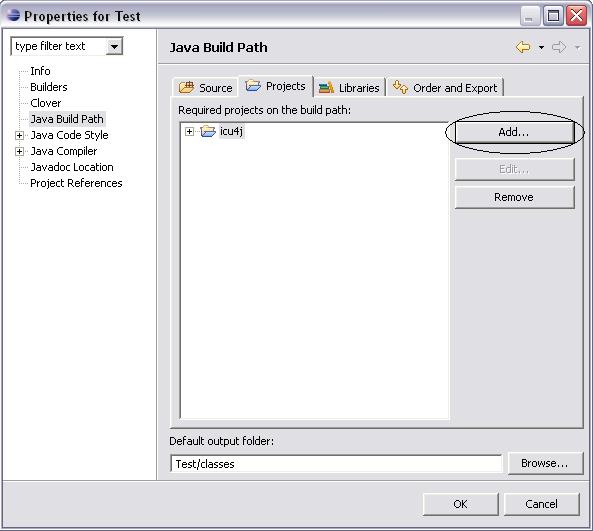 Properties for Test
type filter text
Java Build Path
Info
Builders
Clover
Java Build Path
Java Code Style
Java Compiler
Javadoc Location
Project References
Source Projects Libraries Order and Export
Required projects on the build path:
icu4j
Add...
Edit...
Remove
Default output folder:
Test/classes Browse...
OK Cancel